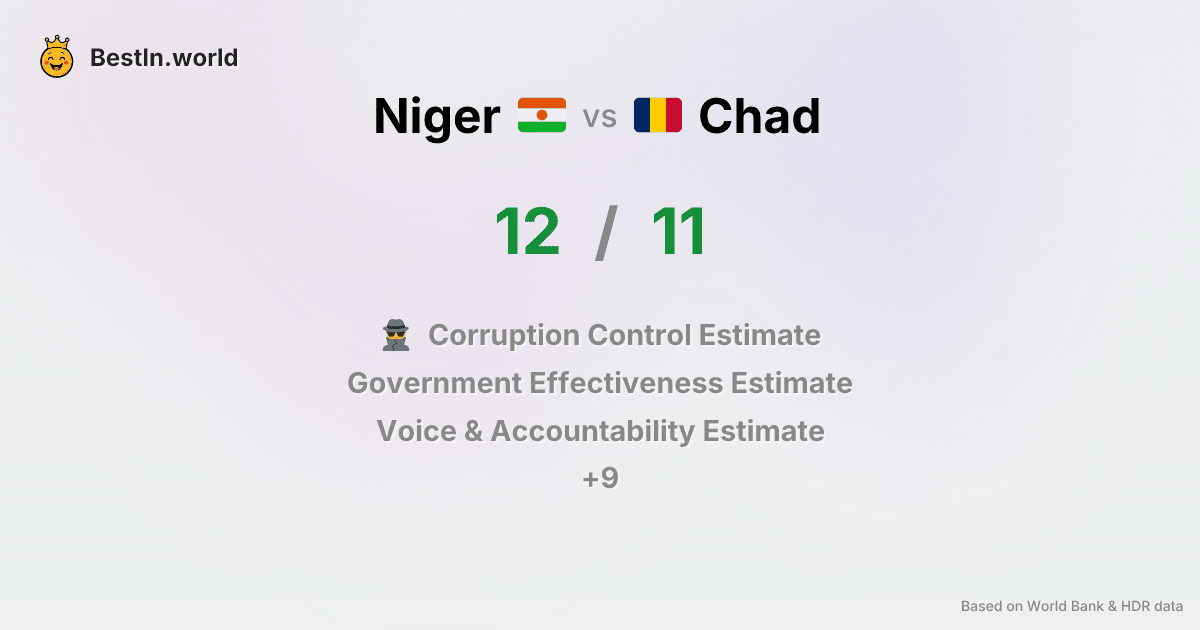 BestIn.world
Niger vs Chad
12 / 11
Corruption Control Estimate
Government Effectiveness Estimate
Voice & Accountability Estimate
+9
Based on World Bank & HDR data